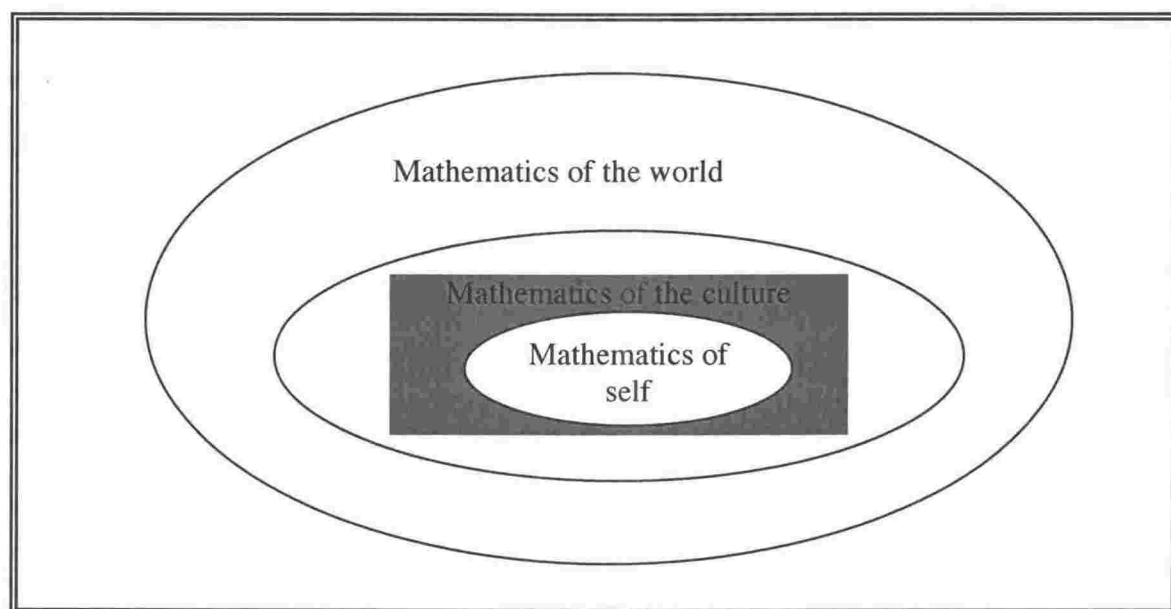 Mathematics of the world
Mathematics of the culture
Mathematics of
self